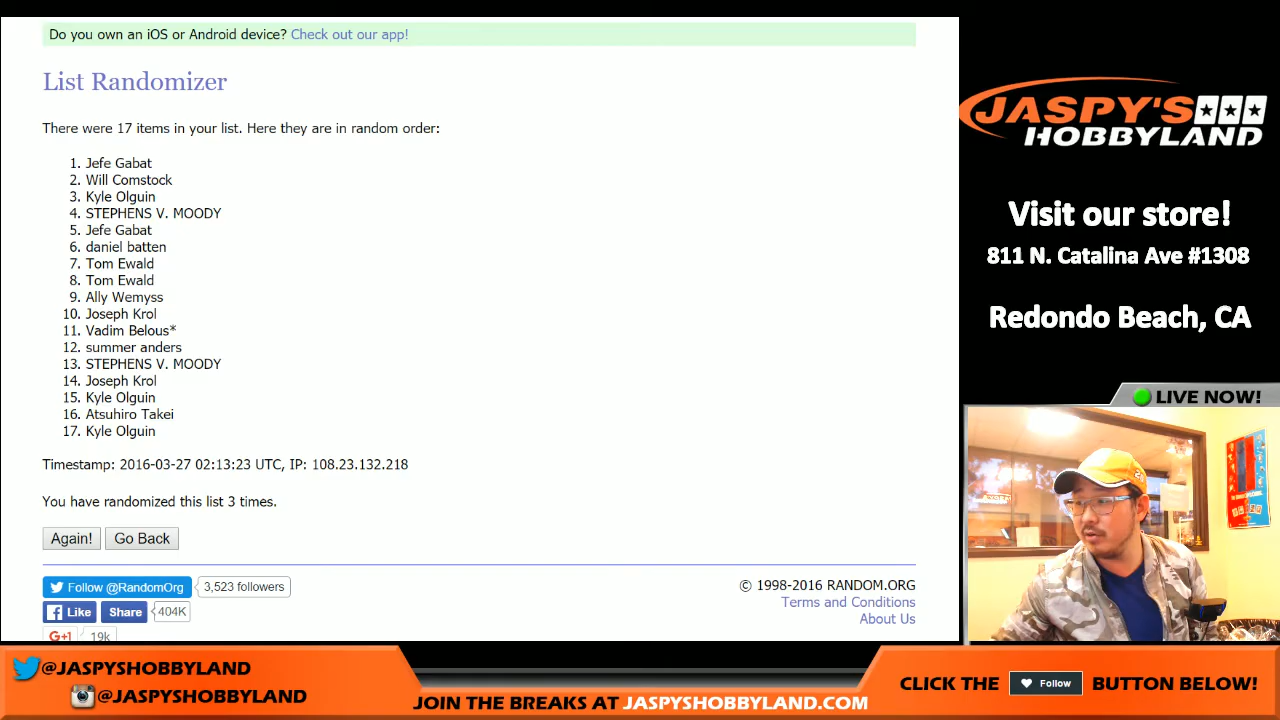 Do you own an iOS or Android device? Check out our app!
List Randomizer
There were 17 items in your list. Here they are in random order:
1. Jefe Gabat
2. Will Comstock
3. Kyle Olguin
4. STEPHENS V. MOODY
5. Jefe Gabat
6. daniel batten
7. Tom Ewald
8. Tom Ewald
9. Ally Wemyss
10. Joseph Krol
11. Vadim Belous*
12. summer anders
13. STEPHENS V. MOODY
14. Joseph Krol
15. Kyle Olguin
16. Atsuhiro Takei
17. Kyle Olguin
Timestamp: 2016-03-27 02:13:23 UTC, IP: 108.23.132.218
You have randomized this list 3 times.
Again! Go Back
Follow @RandomOrg 3,523 followers
Like Share 404K
G+1 19k
© 1998-2016 RANDOM.ORG
Terms and Conditions
About Us
JASPY'S
HOBBYLAND
Visit our store!
811 N. Catalina Ave #1308
Redondo Beach, CA
LIVE NOW!
@JASPYSHOBBYLAND
@JASPYSHOBBYLAND
JOIN THE BREAKS AT JASPYSHOBBYLAND.COM
CLICK THE Follow BUTTON BELOW!